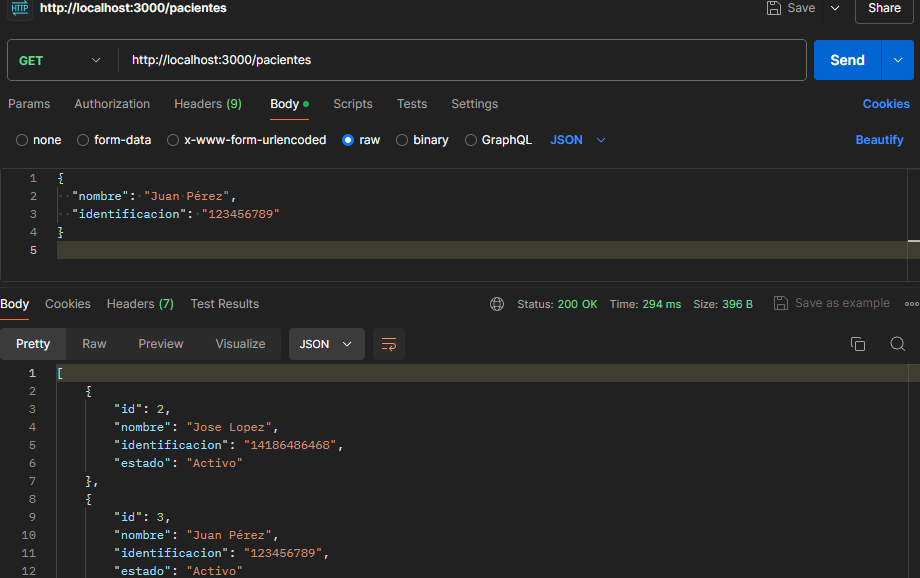 HTTP http://localhost:3000/pacientes Save Share
GET http://localhost:3000/pacientes Send
Params Authorization Headers (9) Body Scripts Tests Settings Cookies
none form-data x-www-form-urlencoded raw binary GraphQL JSON Beautify
1 {
2 "nombre": "Juan Pérez",
3 "identificacion": "123456789"
4 }
5
Body Cookies Headers (7) Test Results Status: 200 OK Time: 294 ms Size: 396 B Save as example
Pretty Raw Preview Visualize JSON
1 [
2 {
3 "id": 2,
4 "nombre": "Jose Lopez",
5 "identificacion": "14186486468",
6 "estado": "Activo"
7 },
8 {
9 "id": 3,
10 "nombre": "Juan Pérez",
11 "identificacion": "123456789",
12 "estado": "Activo"